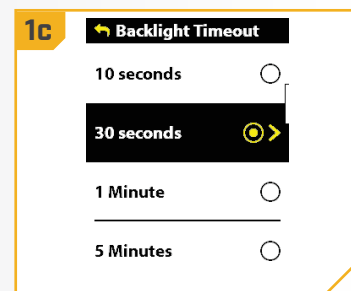 1c
Backlight Timeout
10 seconds
30 seconds
1 Minute
5 Minutes